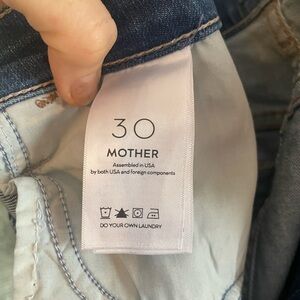 30
MOTHER
Assembled in USA
by both USA and foreign components
DO YOUR OWN LAUNDRY